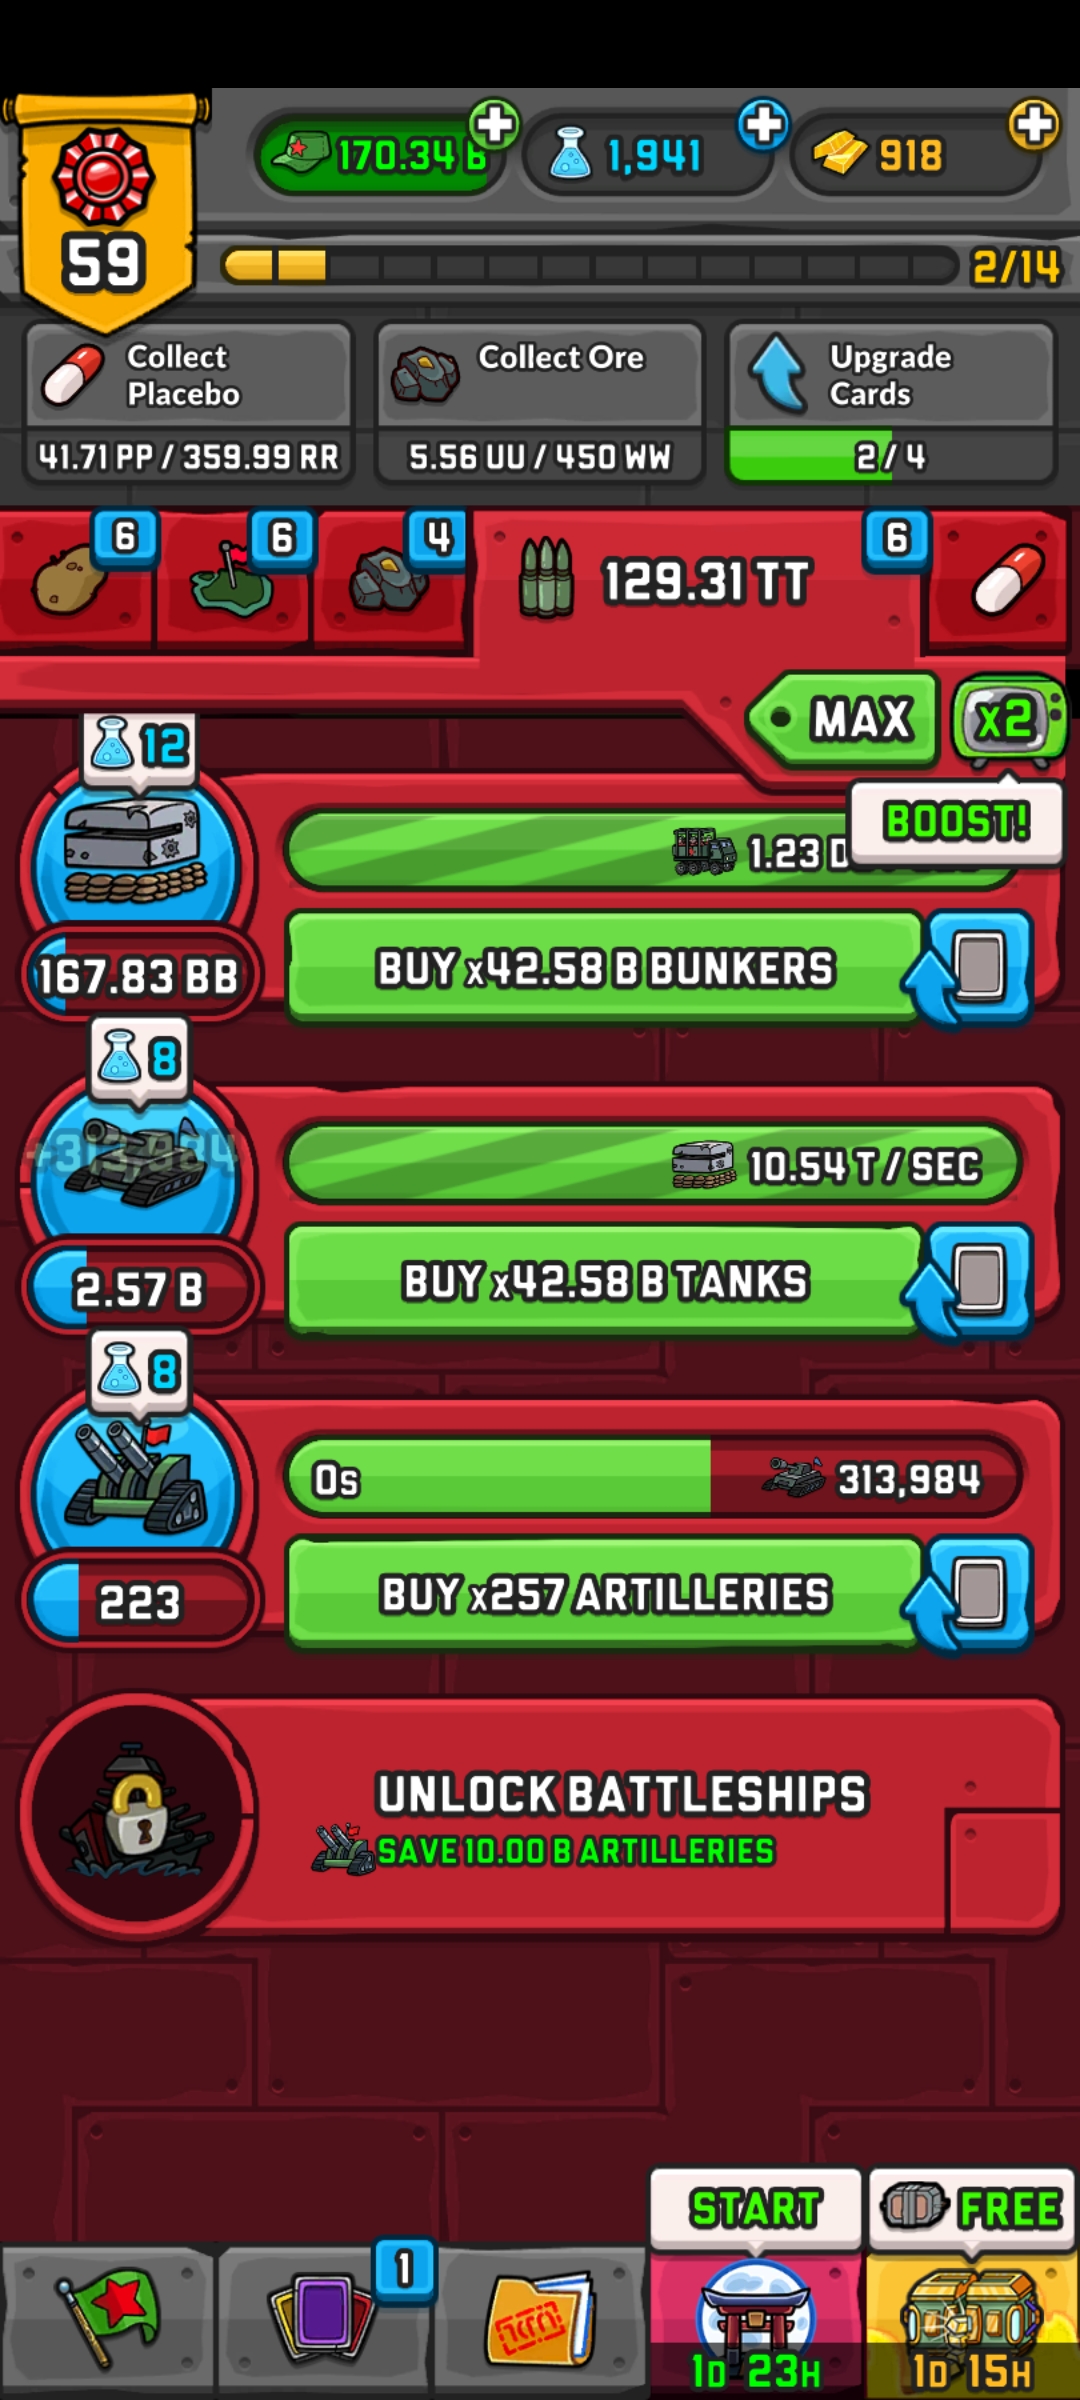 59
170.34 B
1,941
918
2/14
Collect Placebo
41.71 PP / 359.99 RR
Collect Ore
5.56 UU / 450 WW
Upgrade Cards
2 / 4
6
6
4
129.31 TT
6
MAX
x2
BOOST!
12
1.23
167.83 BB
BUY x42.58 B BUNKERS
8
+313,984
10.54 T / SEC
2.57 B
BUY x42.58 B TANKS
8
0s
313,984
223
BUY x257 ARTILLERIES
UNLOCK BATTLESHIPS
SAVE 10.00 B ARTILLERIES
START
FREE
1
1D 23H
1D 15H